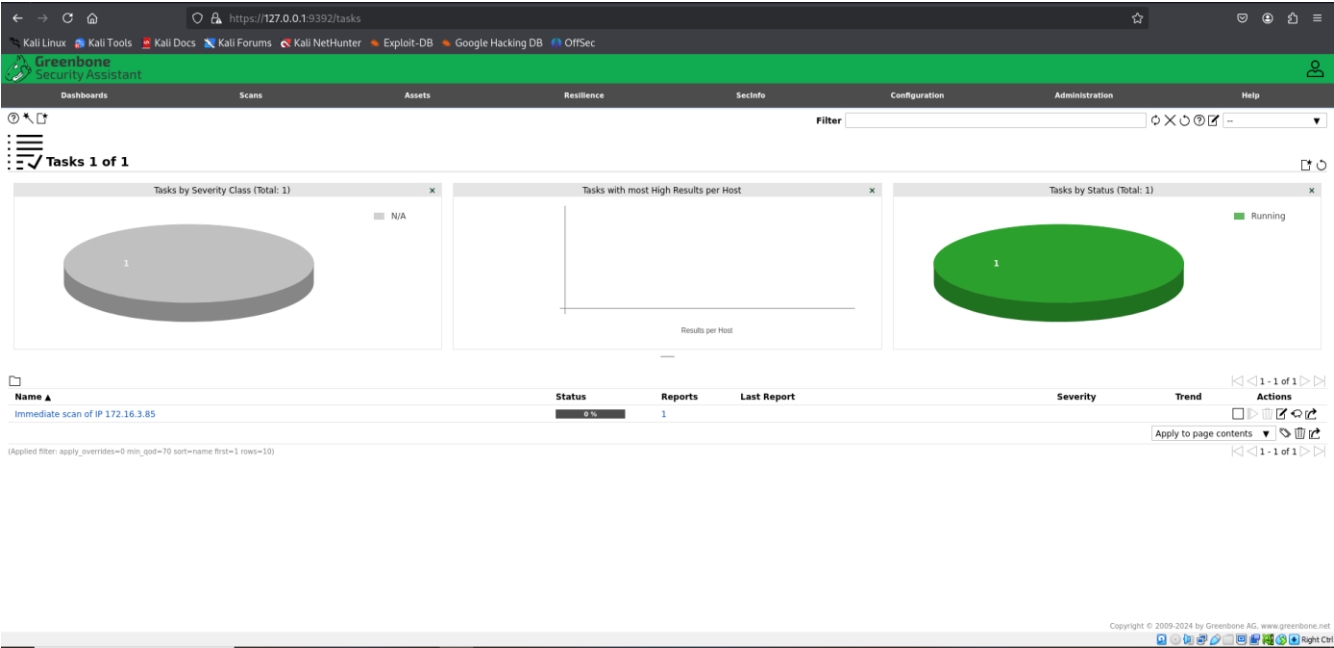 https://127.0.0.1:9392/tasks
Kali Linux Kali Tools Kali Docs Kali Forums Kali NetHunter Exploit-DB Google Hacking DB OffSec
Greenbone
Security Assistant
Dashboards Scans Assets Resilience SecInfo Configuration Administration Help
Filter --
Tasks 1 of 1
Tasks by Severity Class (Total: 1) Tasks with most High Results per Host Tasks by Status (Total: 1)
N/A Running
1 1
Results per Host
1 - 1 of 1
Name ▲ Status Reports Last Report Severity Trend Actions
Immediate scan of IP 172.16.3.85 0 % 1
Apply to page contents ▼
(Applied filter: apply_overrides=0 min_qod=70 sort=name first=1 rows=10) 1 - 1 of 1
Copyright © 2009-2024 by Greenbone AG, www.greenbone.net
Right Ctrl